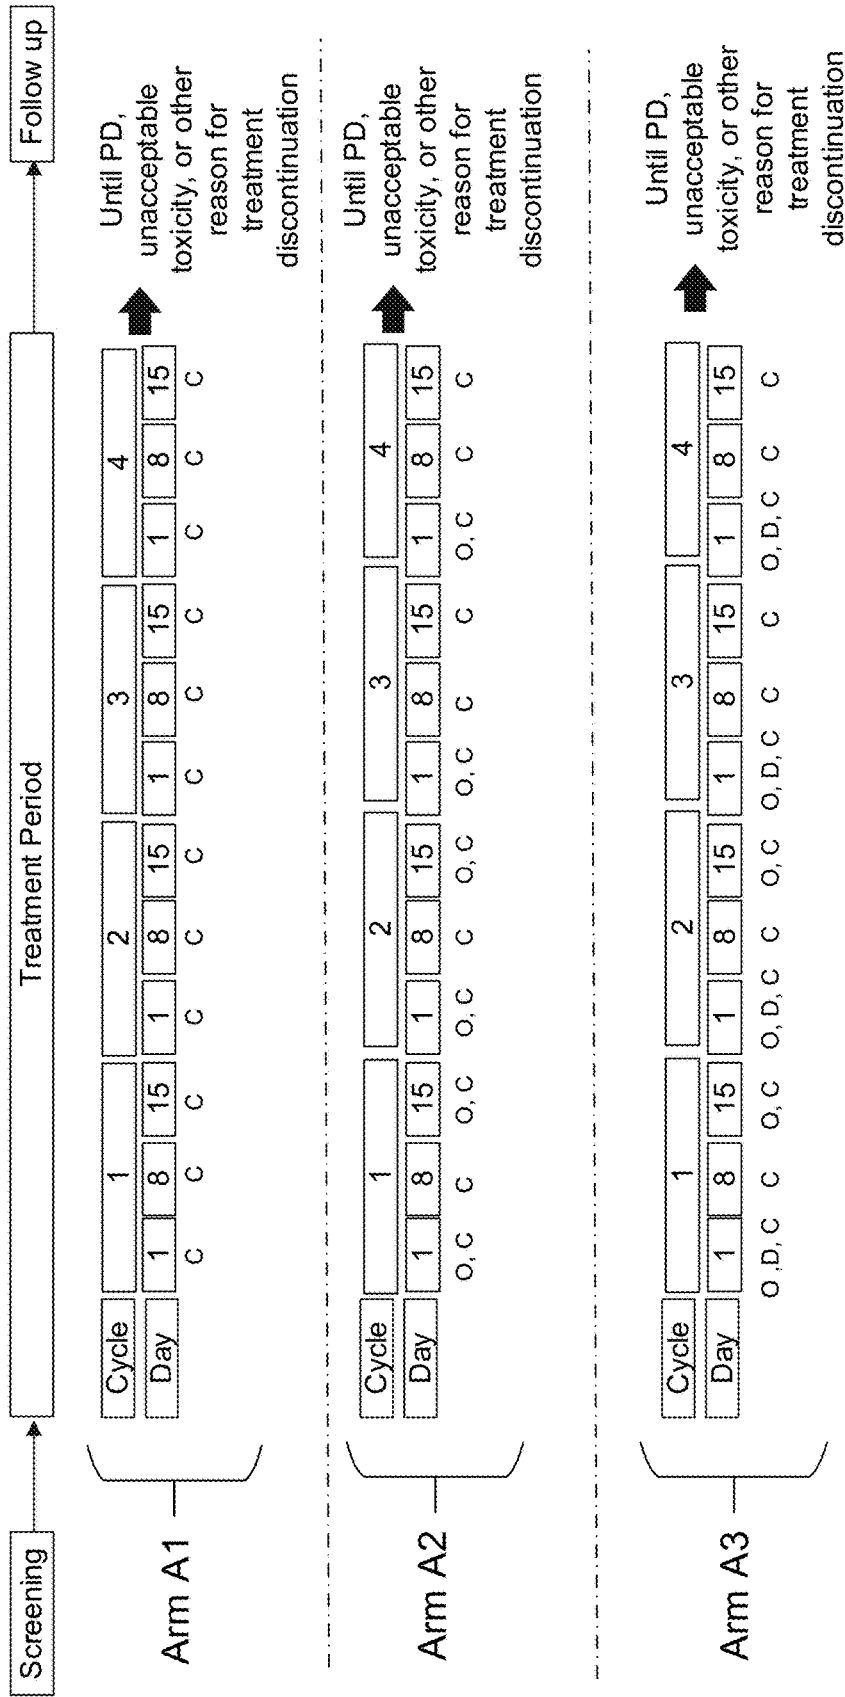 Screening
Treatment Period
Follow up
Arm A1
Cycle 1 2 3 4
Day 1 8 15 1 8 15 1 8 15 1 8 15
C C C C C C C C C C C C
Until PD,
unacceptable
toxicity, or other
reason for
treatment
discontinuation
Arm A2
Cycle 1 2 3 4
Day 1 8 15 1 8 15 1 8 15 1 8 15
O, C C O, C O, C C O, C O, C C C O, C C C
Until PD,
unacceptable
toxicity, or other
reason for
treatment
discontinuation
Arm A3
Cycle 1 2 3 4
Day 1 8 15 1 8 15 1 8 15 1 8 15
O ,D, C C O, C O, D, C C O, C O, D, C C C O, D, C C C
Until PD,
unacceptable
toxicity, or other
reason for
treatment
discontinuation